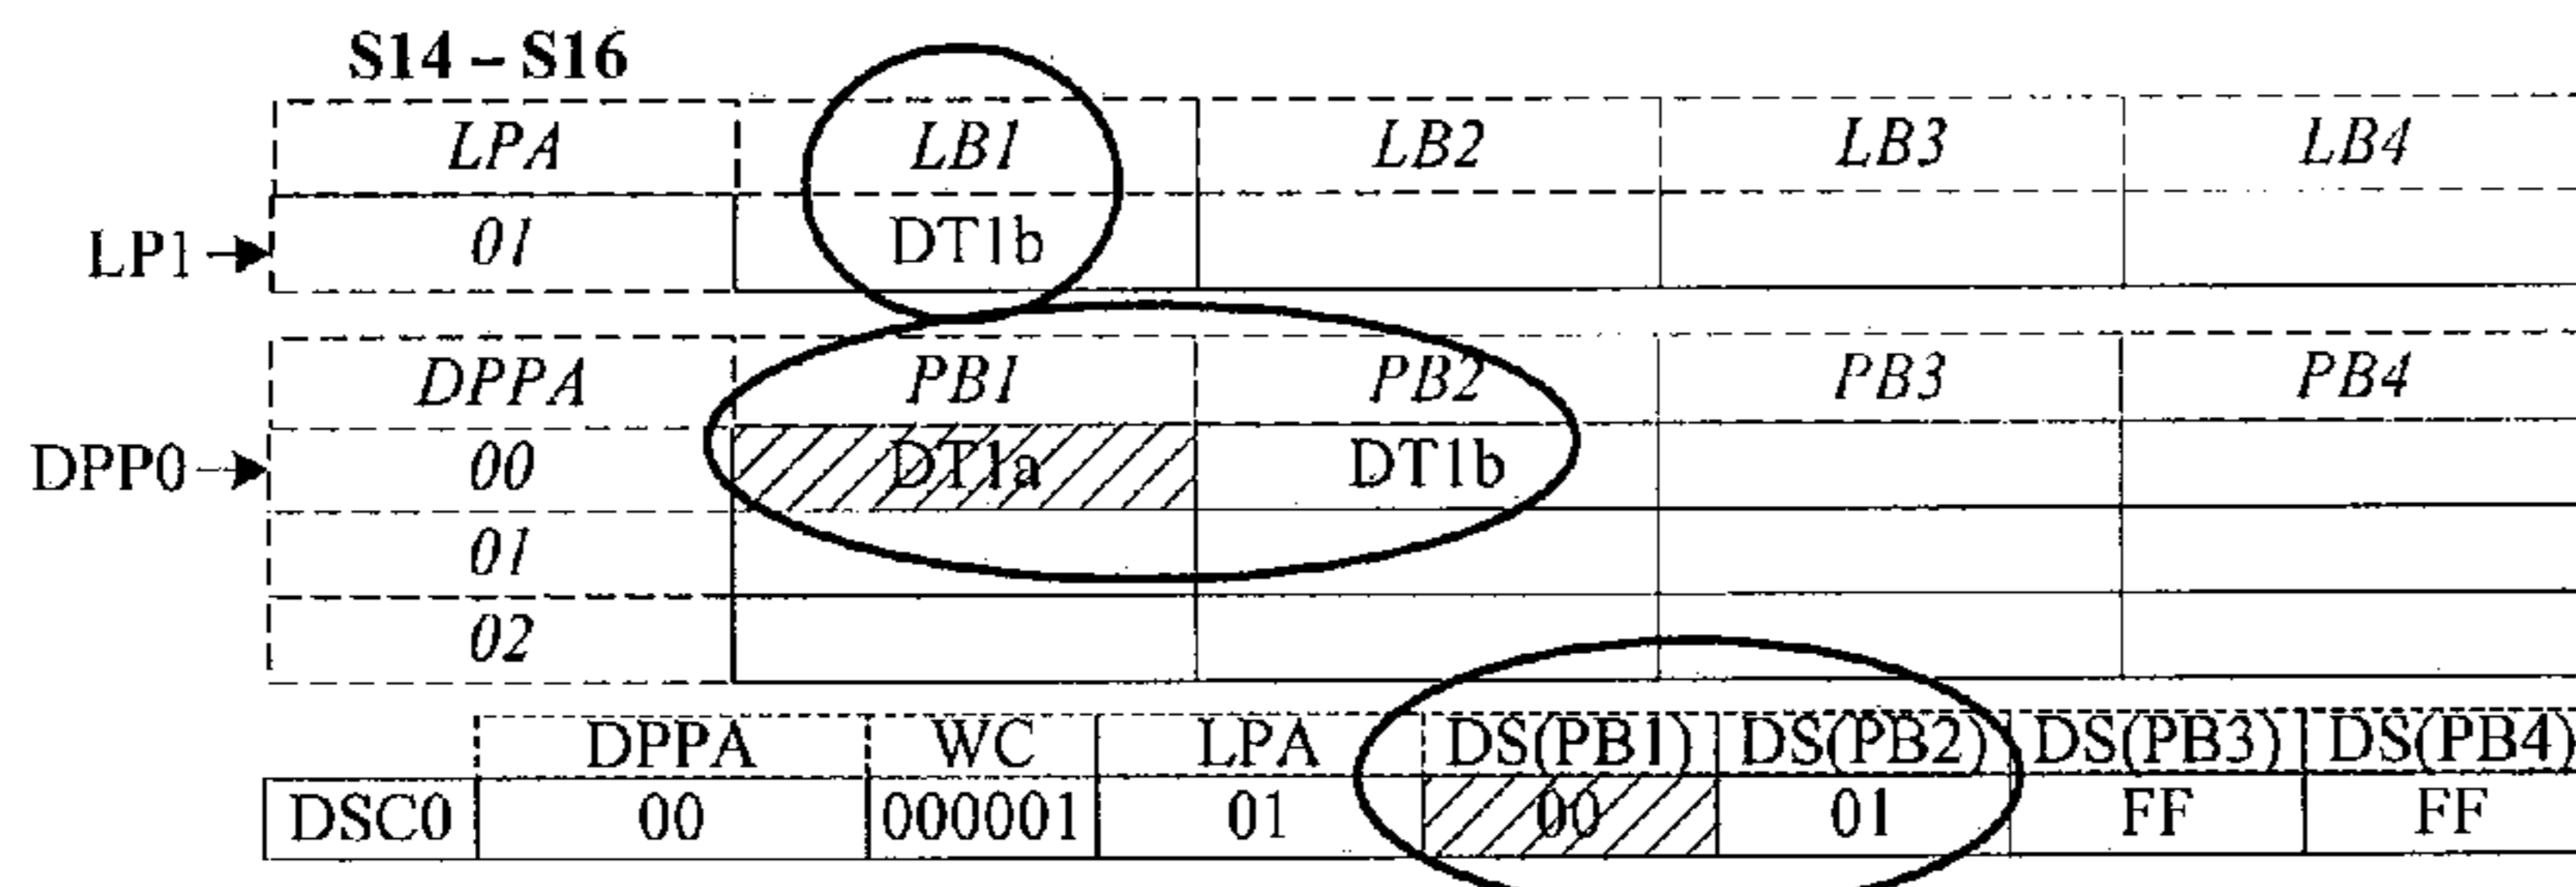 S14 – S16
LPA LB1 LB2 LB3 LB4
LP1 01 DT1b
DPPA PB1 PB2 PB3 PB4
DPP0 00 DT1a DT1b
01
02
DPPA WC LPA DS(PB1) DS(PB2) DS(PB3) DS(PB4)
DSC0 00 000001 01 00 01 FF FF